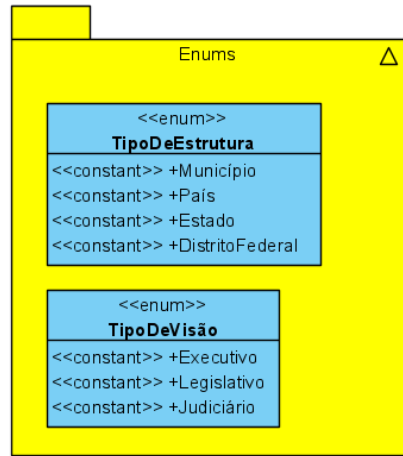 Enums
<<enum>>
TipoDeEstrutura
<<constant>> +Município
<<constant>> +País
<<constant>> +Estado
<<constant>> +DistritoFederal
<<enum>>
TipoDeVisão
<<constant>> +Executivo
<<constant>> +Legislativo
<<constant>> +Judiciário